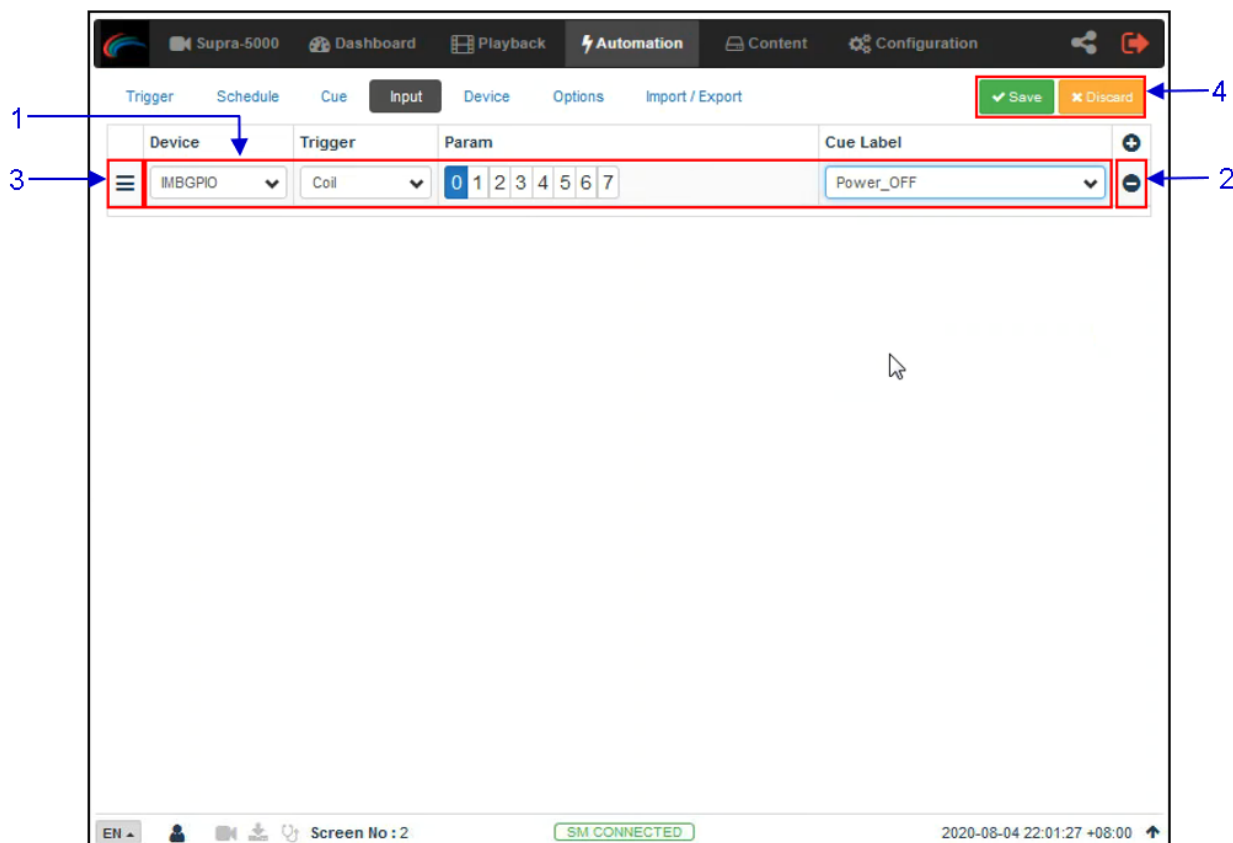 Supra-5000 Dashboard Playback Automation Content Configuration
Trigger Schedule Cue Input Device Options Import / Export Save Discard
4
1
Device Trigger Param Cue Label
3
IMBGPIO Coil 0 1 2 3 4 5 6 7 Power_OFF
2
EN Screen No : 2 SM CONNECTED 2020-08-04 22:01:27 +08:00